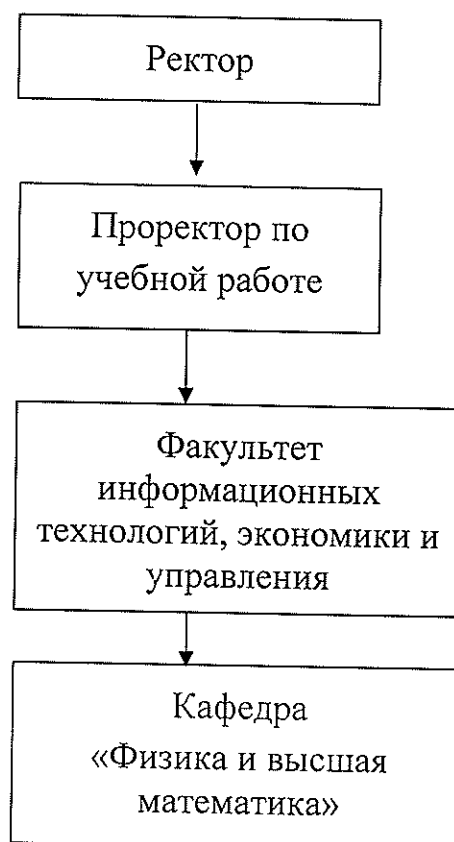 Ректор
Проректор по
учебной работе
Факультет
информационных
технологий, экономики и
управления
Кафедра
«Физика и высшая
математика»